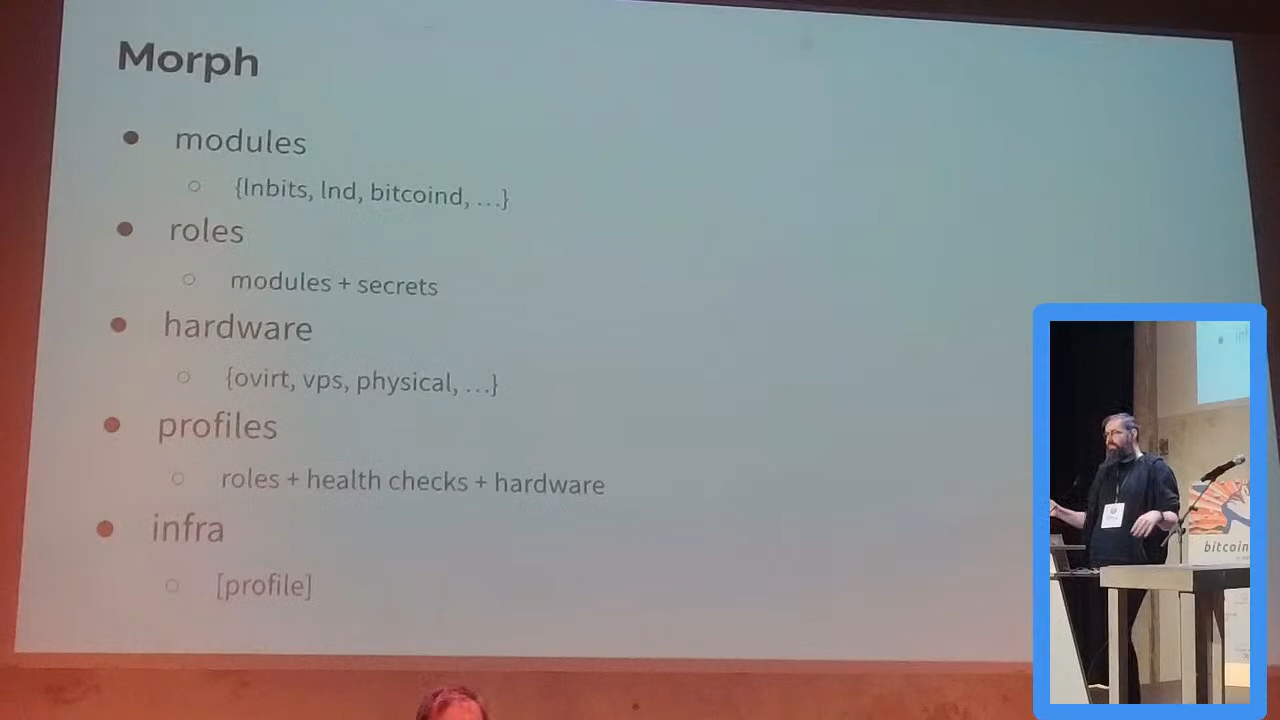 Morph
modules
{lnbits, lnd, bitcoind, …}
roles
modules + secrets
hardware
{ovirt, vps, physical, …}
profiles
roles + health checks + hardware
infra
[profile]
bitcoin